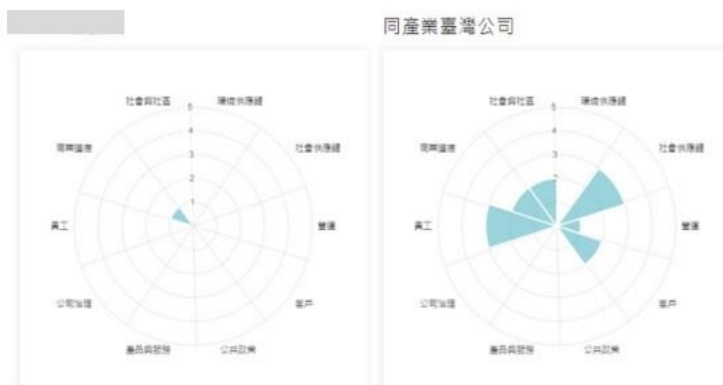 同產業臺灣公司
社會與社區
環境供應鏈
商業道德
社會供應鏈
員工
營運
公司治理
客戶
產品與服務
公共政策
5
4
3
2
1
社會與社區
環境供應鏈
商業道德
社會供應鏈
員工
營運
公司治理
客戶
產品與服務
公共政策
5
4
3